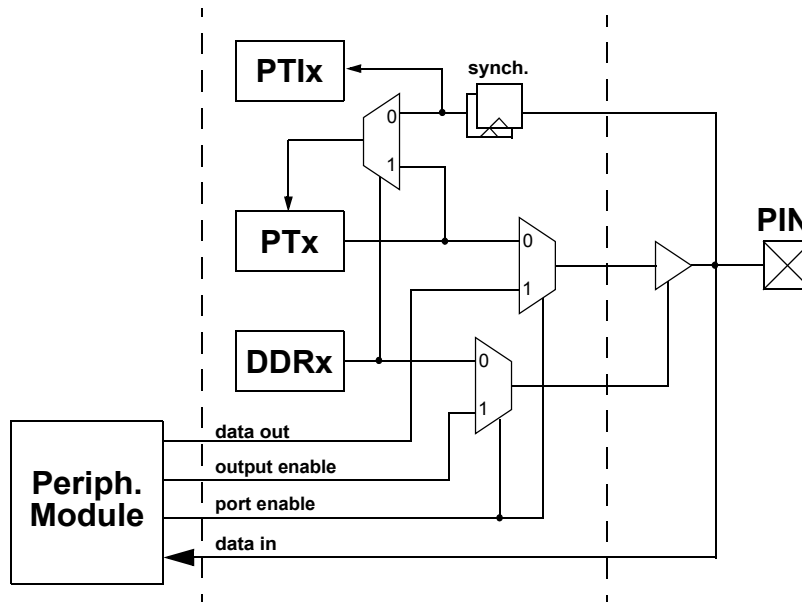 PTIx
synch.
0
1
PTx
PIN
0
1
DDRx
0
1
data out
output enable
Periph.
Module
port enable
data in